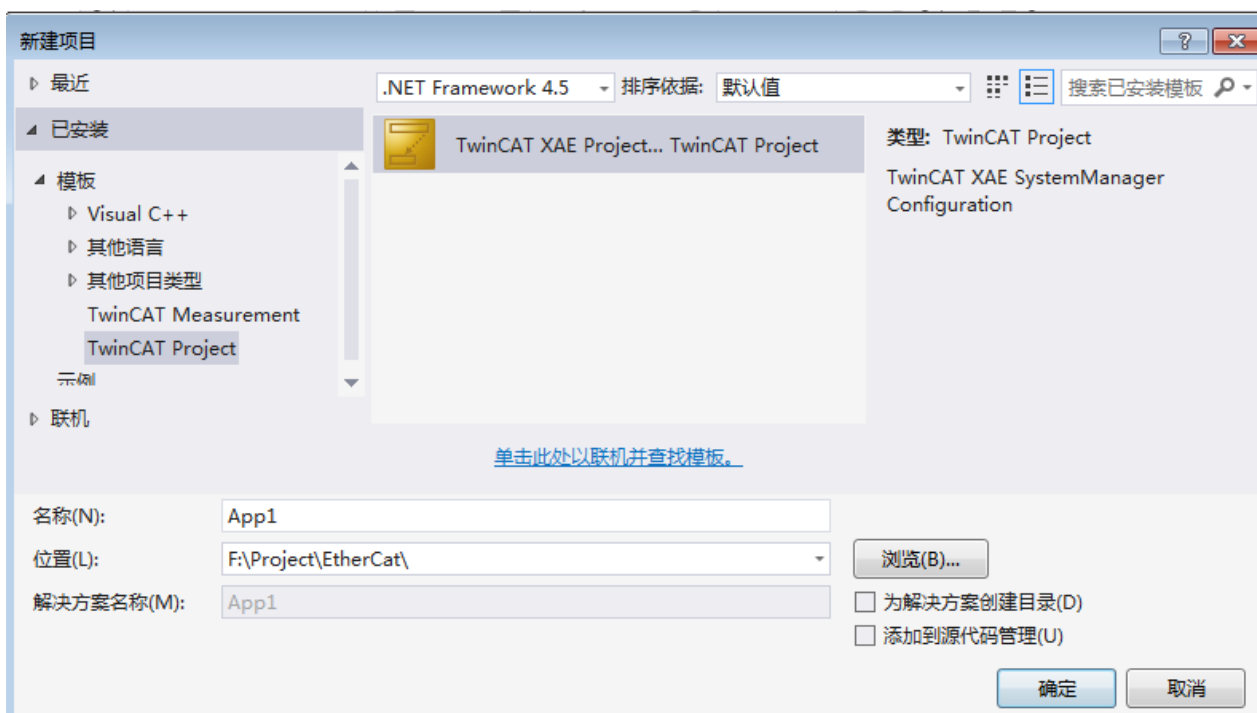 新建项目
最近
.NET Framework 4.5
排序依据:
默认值
搜索已安装模板
已安装
模板
Visual C++
其他语言
其他项目类型
TwinCAT Measurement
TwinCAT Project
示例
联机
TwinCAT XAE Project... TwinCAT Project
类型: TwinCAT Project
TwinCAT XAE SystemManager
Configuration
单击此处以联机并查找模板。
名称(N):
App1
位置(L):
F:\Project\EtherCat\
浏览(B)...
解决方案名称(M):
App1
为解决方案创建目录(D)
添加到源代码管理(U)
确定
取消